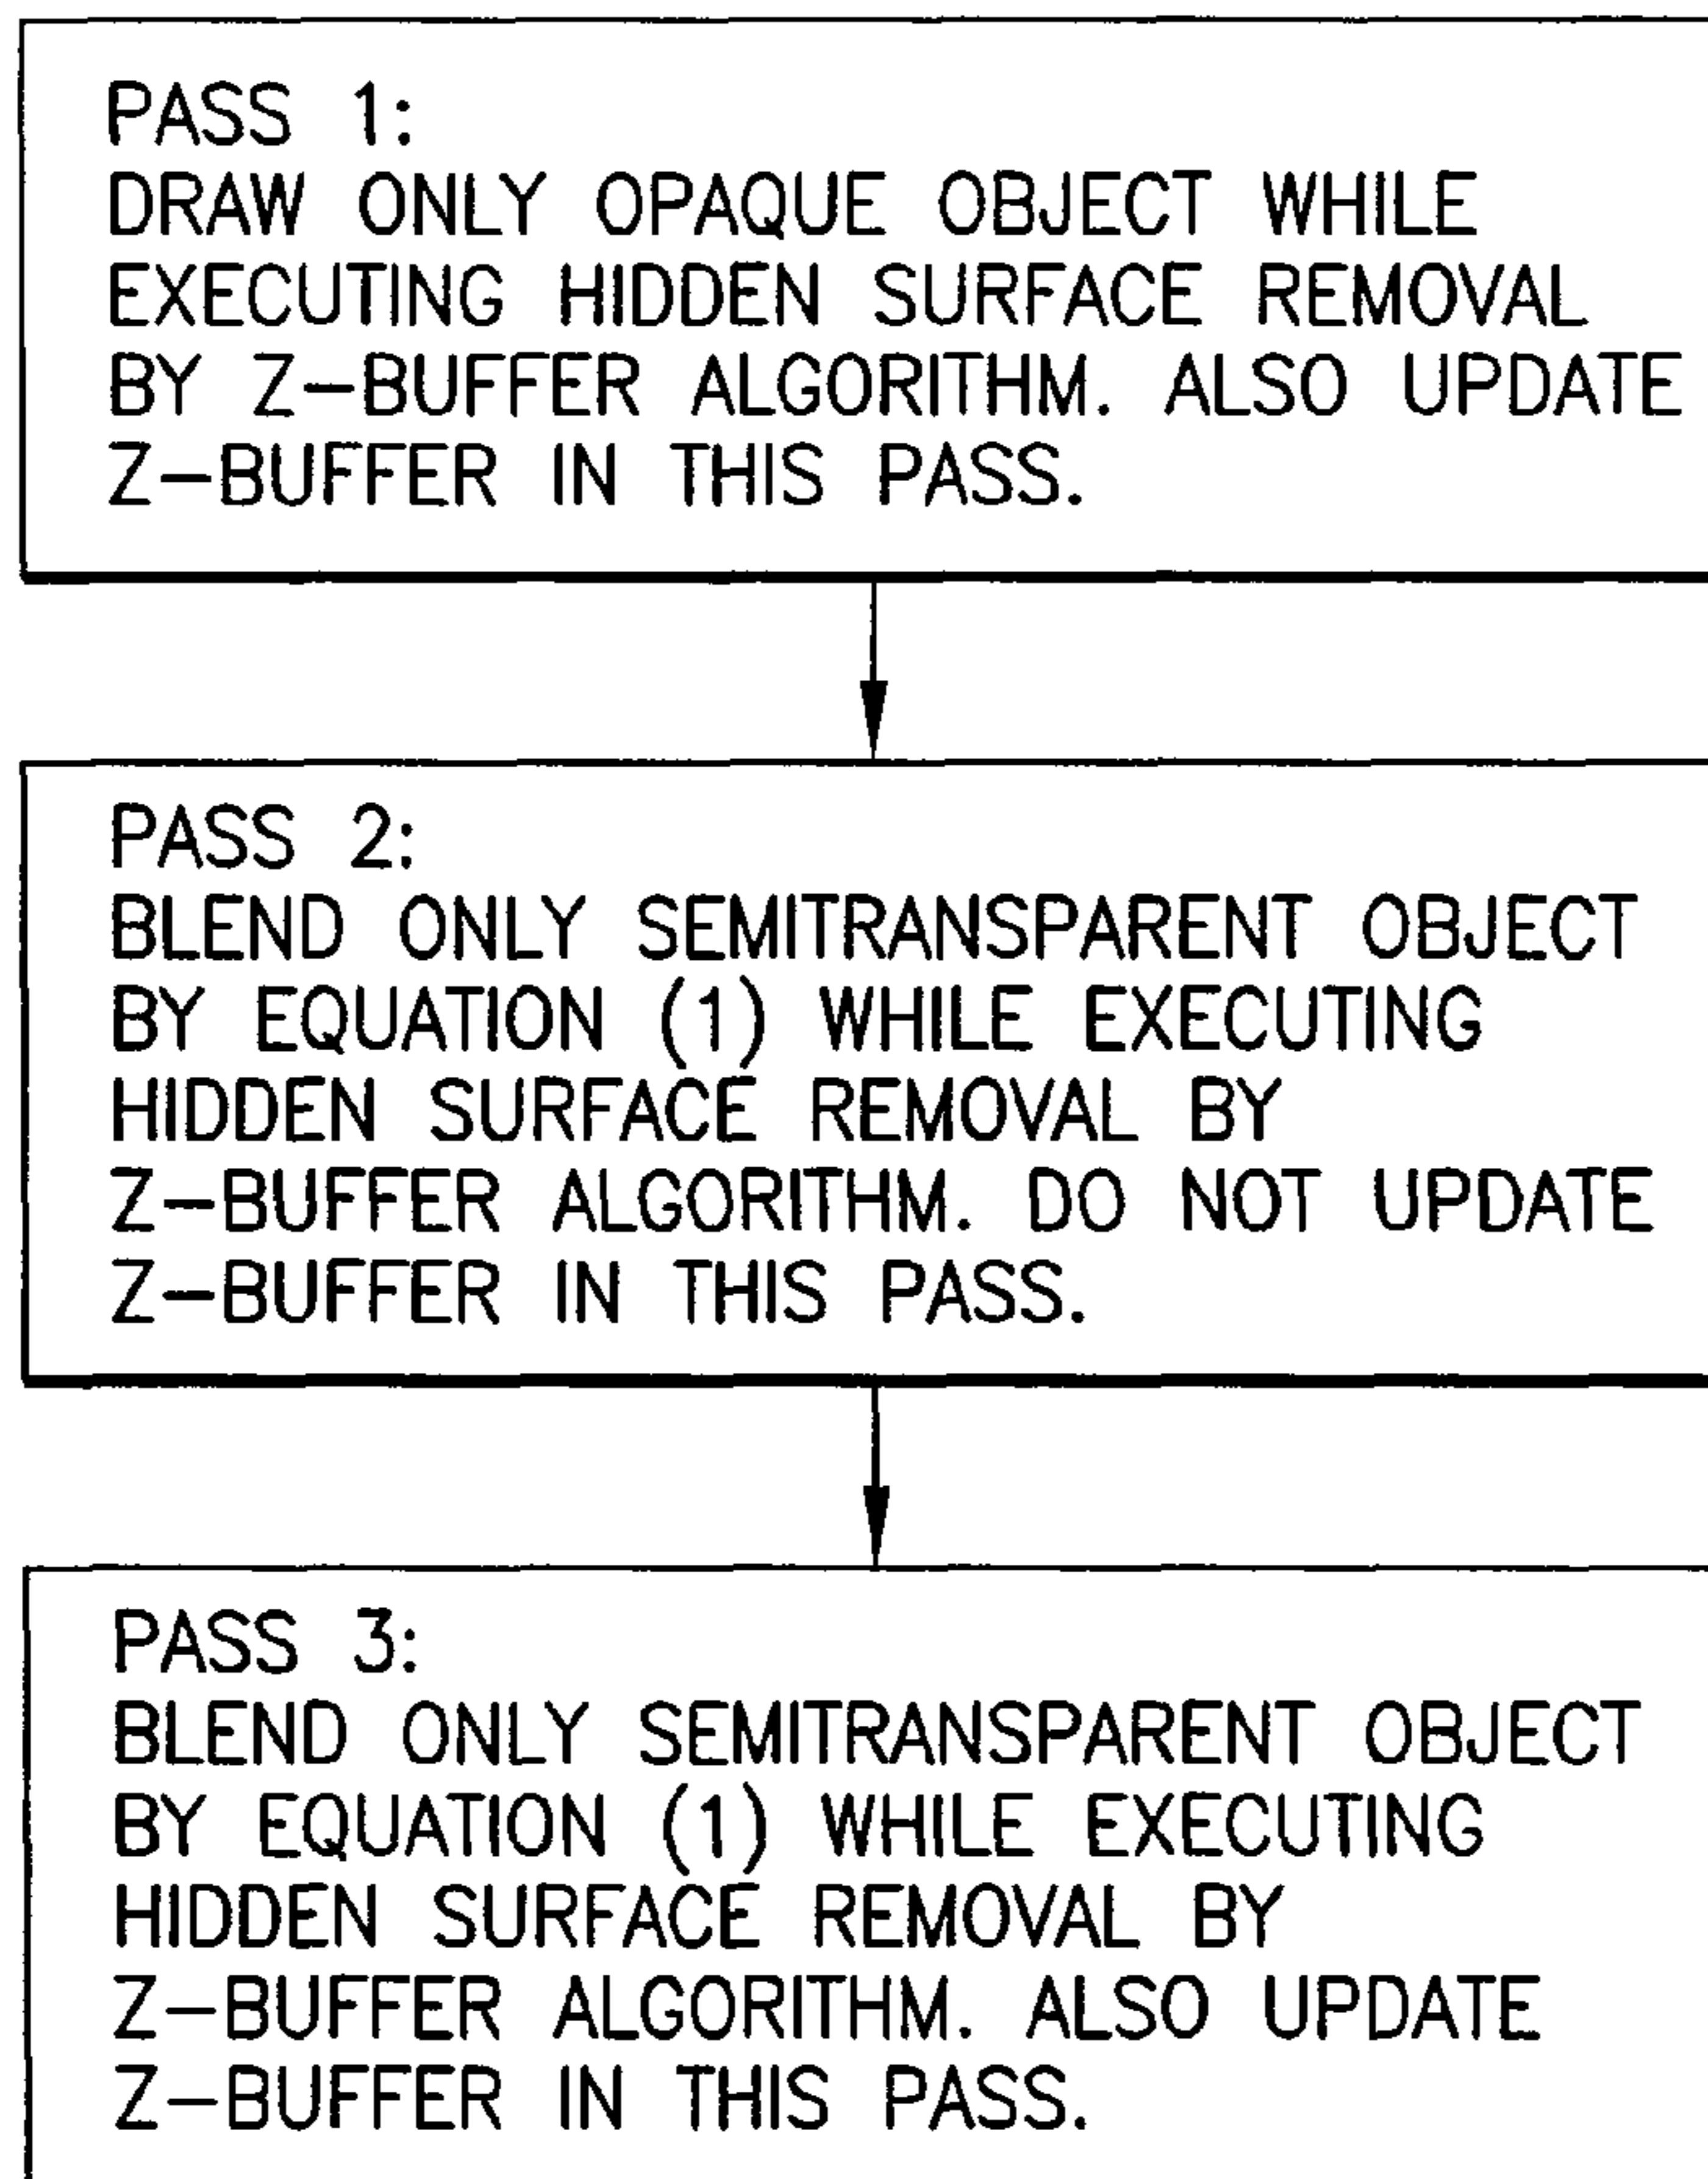 PASS 1:
DRAW ONLY OPAQUE OBJECT WHILE
EXECUTING HIDDEN SURFACE REMOVAL
BY Z-BUFFER ALGORITHM. ALSO UPDATE
Z-BUFFER IN THIS PASS.
PASS 2:
BLEND ONLY SEMITRANSPARENT OBJECT
BY EQUATION (1) WHILE EXECUTING
HIDDEN SURFACE REMOVAL BY
Z-BUFFER ALGORITHM. DO NOT UPDATE
Z-BUFFER IN THIS PASS.
PASS 3:
BLEND ONLY SEMITRANSPARENT OBJECT
BY EQUATION (1) WHILE EXECUTING
HIDDEN SURFACE REMOVAL BY
Z-BUFFER ALGORITHM. ALSO UPDATE
Z-BUFFER IN THIS PASS.